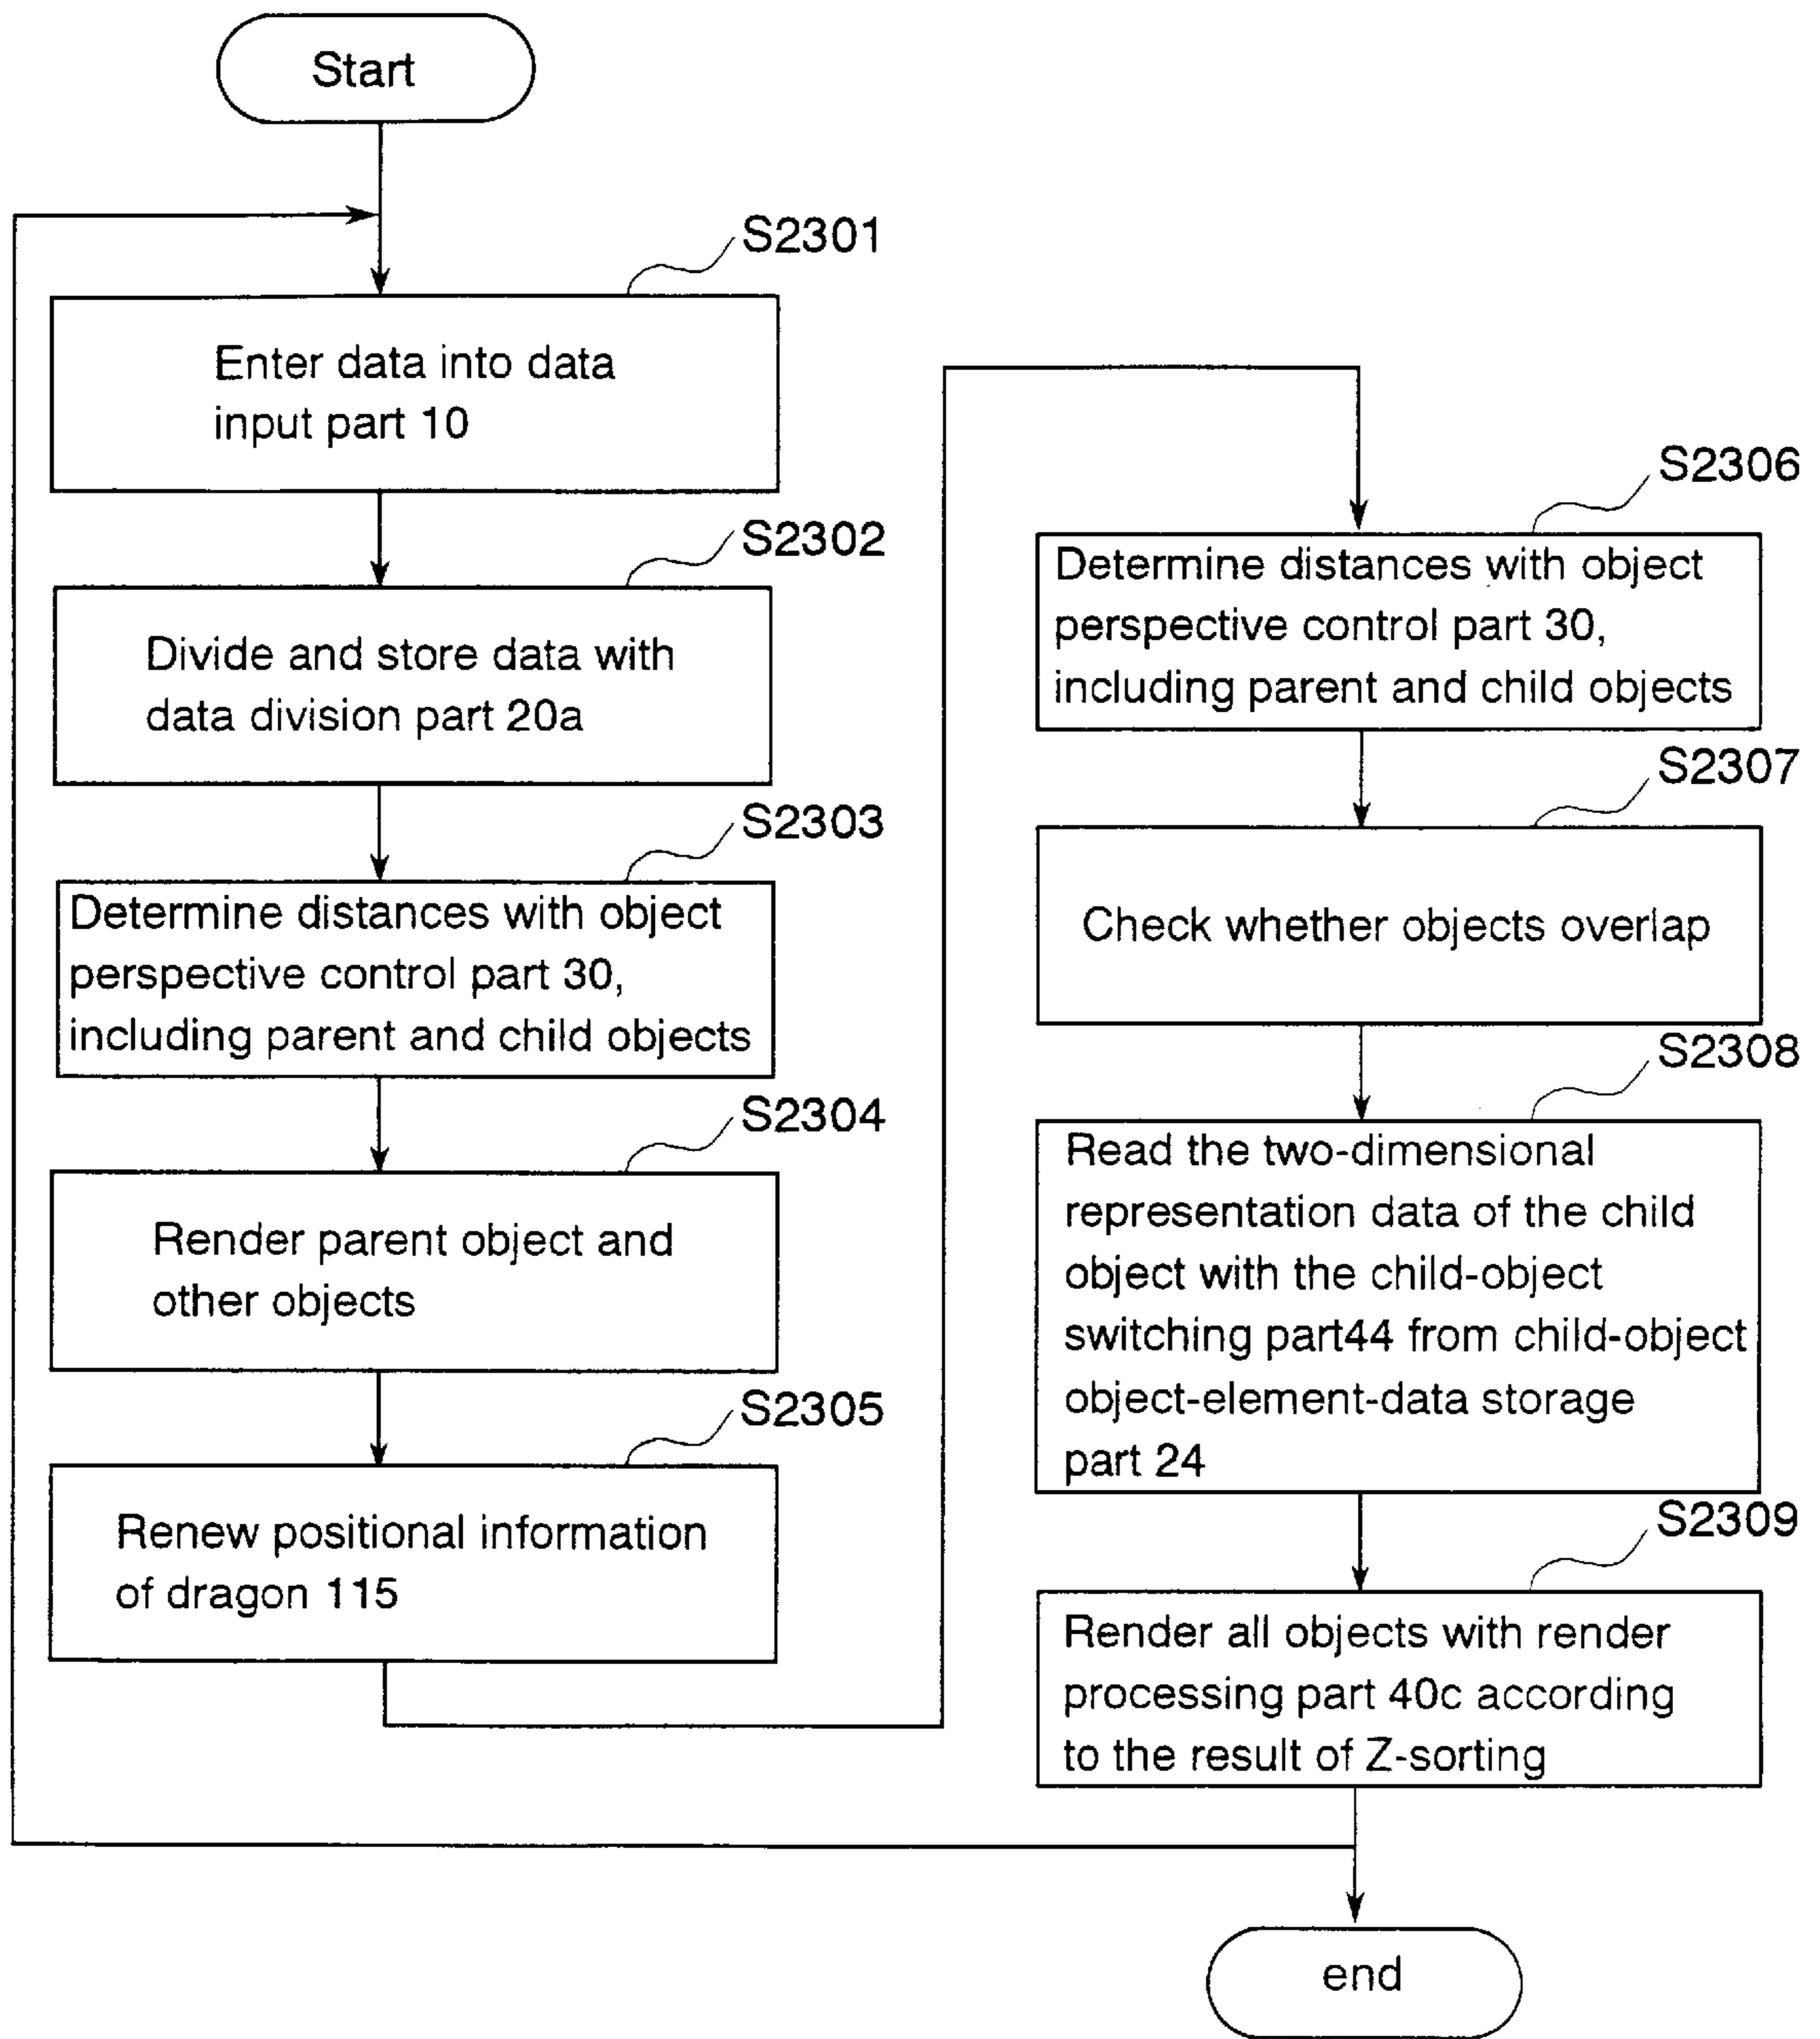 Start
S2301
Enter data into data
input part 10
S2302
Divide and store data with
data division part 20a
S2303
Determine distances with object
perspective control part 30,
including parent and child objects
S2304
Render parent object and
other objects
S2305
Renew positional information
of dragon 115
S2306
Determine distances with object
perspective control part 30,
including parent and child objects
S2307
Check whether objects overlap
S2308
Read the two-dimensional
representation data of the child
object with the child-object
switching part44 from child-object
object-element-data storage
part 24
S2309
Render all objects with render
processing part 40c according
to the result of Z-sorting
end